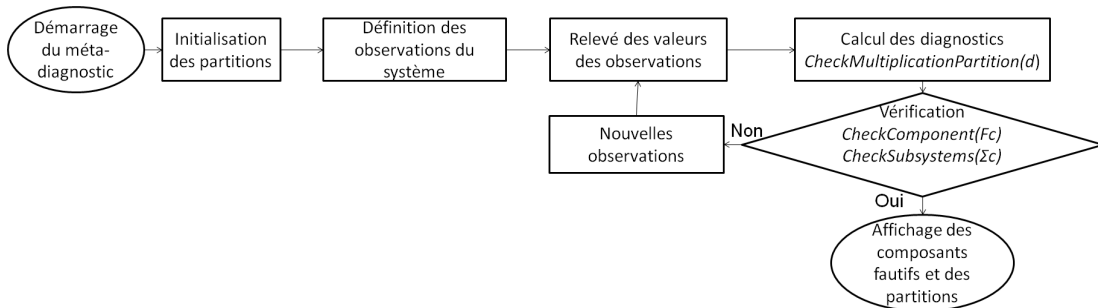 Démarrage
du méta-
diagnostic
Initialisation
des partitions
Définition des
observations du
système
Relevé des valeurs
des observations
Calcul des diagnostics
CheckMultiplicationPartition(d)
Vérification
CheckComponent(Fc)
CheckSubsystems(Σc)
Non
Nouvelles
observations
Oui
Affichage des
composants
fautifs et des
partitions